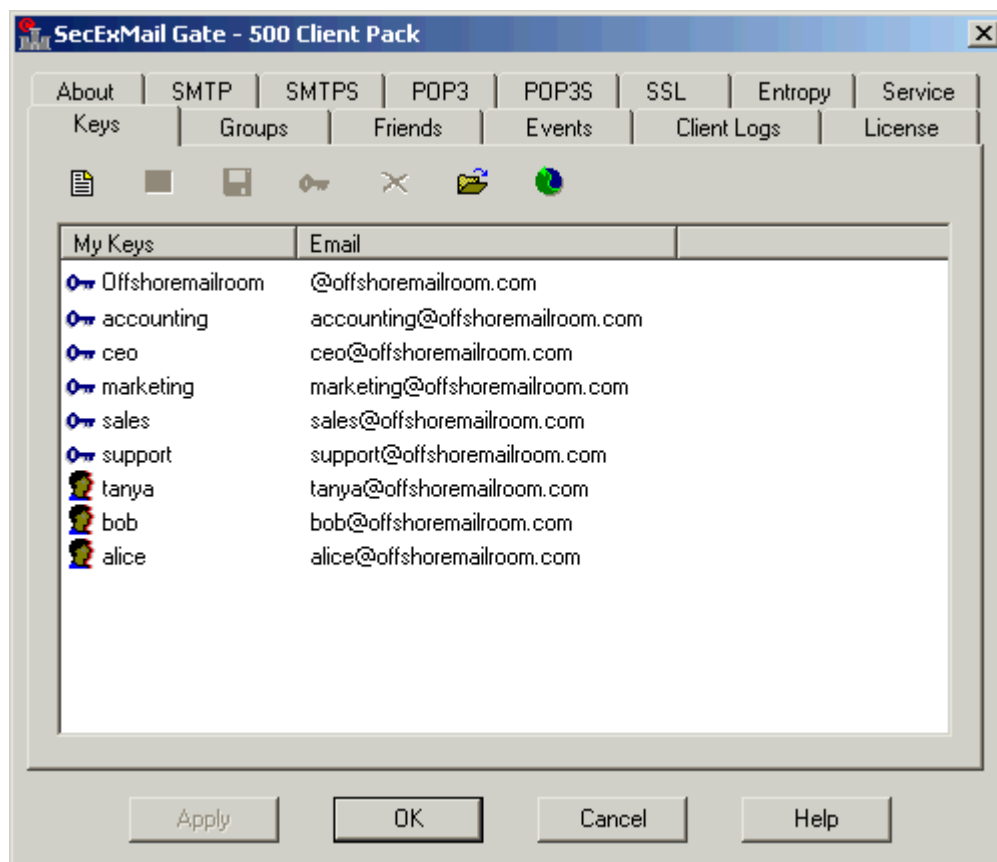 SecExMail Gate - 500 Client Pack
About SMTP SMTPS POP3 POP3S SSL Entropy Service
Keys Groups Friends Events Client Logs License
My Keys Email
Offshoremailroom @offshoremailroom.com
accounting accounting@offshoremailroom.com
ceo ceo@offshoremailroom.com
marketing marketing@offshoremailroom.com
sales sales@offshoremailroom.com
support support@offshoremailroom.com
tanya tanya@offshoremailroom.com
bob bob@offshoremailroom.com
alice alice@offshoremailroom.com
Apply OK Cancel Help